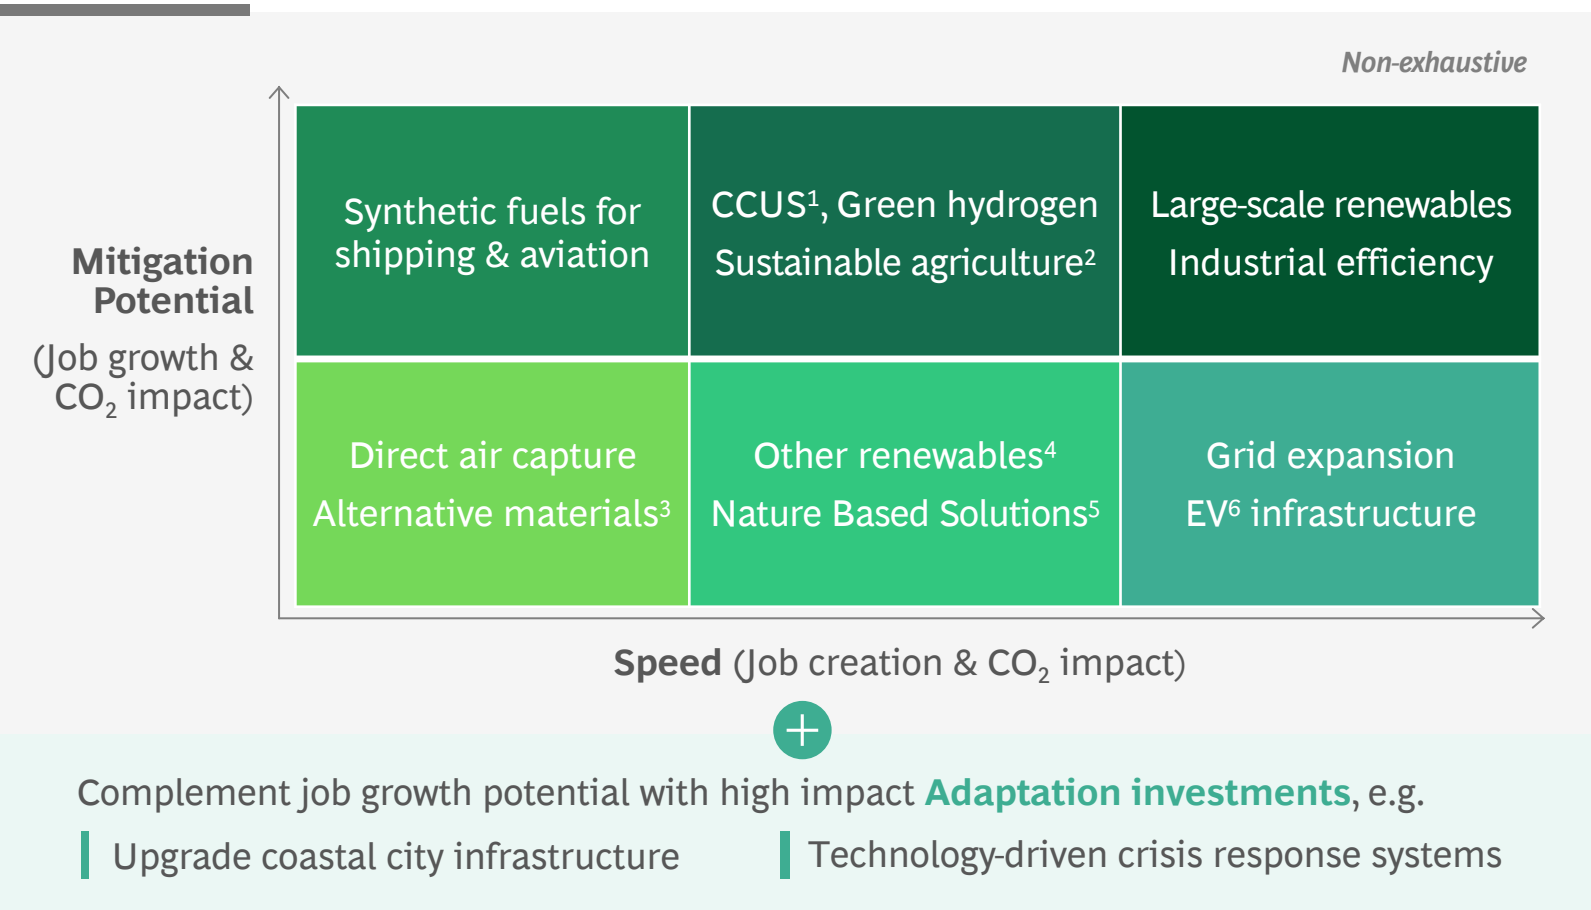 Non-exhaustive
Mitigation
Potential
(Job growth &
CO₂ impact)
Synthetic fuels for
shipping & aviation
CCUS¹, Green hydrogen
Sustainable agriculture²
Large-scale renewables
Industrial efficiency
Direct air capture
Alternative materials³
Other renewables⁴
Nature Based Solutions⁵
Grid expansion
EV⁶ infrastructure
Speed (Job creation & CO₂ impact)
+
Complement job growth potential with high impact Adaptation investments, e.g.
Upgrade coastal city infrastructure
Technology-driven crisis response systems